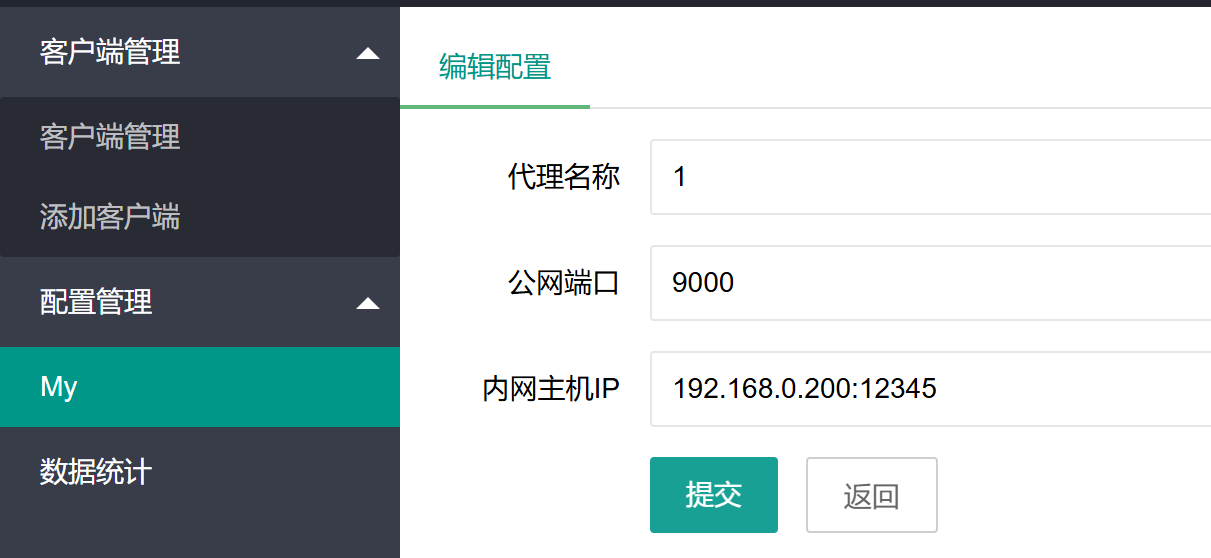 客户端管理
客户端管理
添加客户端
配置管理
My
数据统计
编辑配置
代理名称 1
公网端口 9000
内网主机IP 192.168.0.200:12345
提交 返回